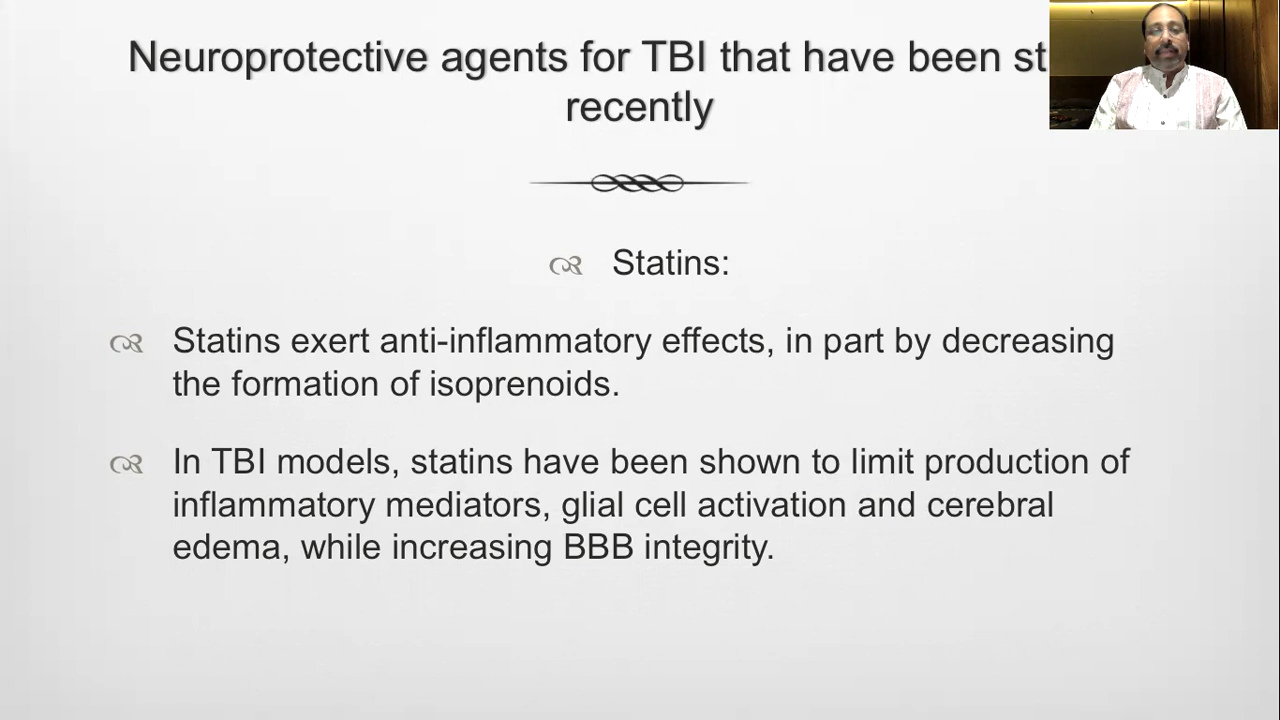 Neuroprotective agents for TBI that have been
recently
Statins:
Statins exert anti-inflammatory effects, in part by decreasing
the formation of isoprenoids.
In TBI models, statins have been shown to limit production of
inflammatory mediators, glial cell activation and cerebral
edema, while increasing BBB integrity.